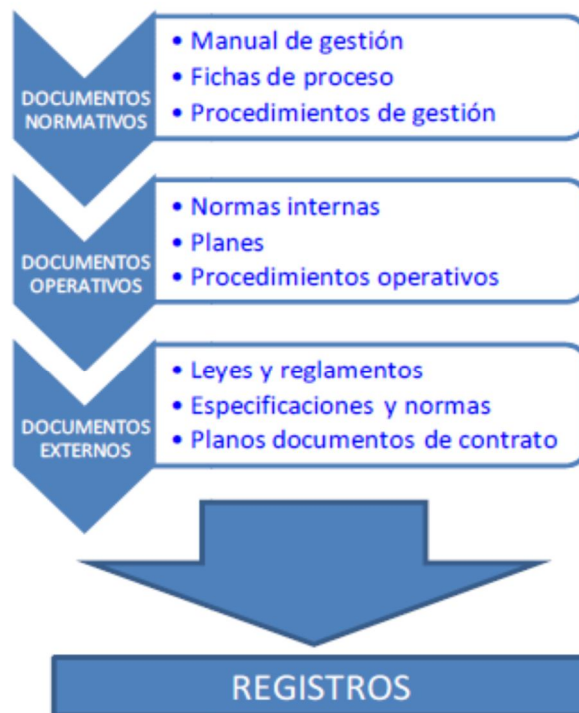 DOCUMENTOS
NORMATIVOS
• Manual de gestión
• Fichas de proceso
• Procedimientos de gestión
DOCUMENTOS
OPERATIVOS
• Normas internas
• Planes
• Procedimientos operativos
DOCUMENTOS
EXTERNOS
• Leyes y reglamentos
• Especificaciones y normas
• Planos documentos de contrato
REGISTROS